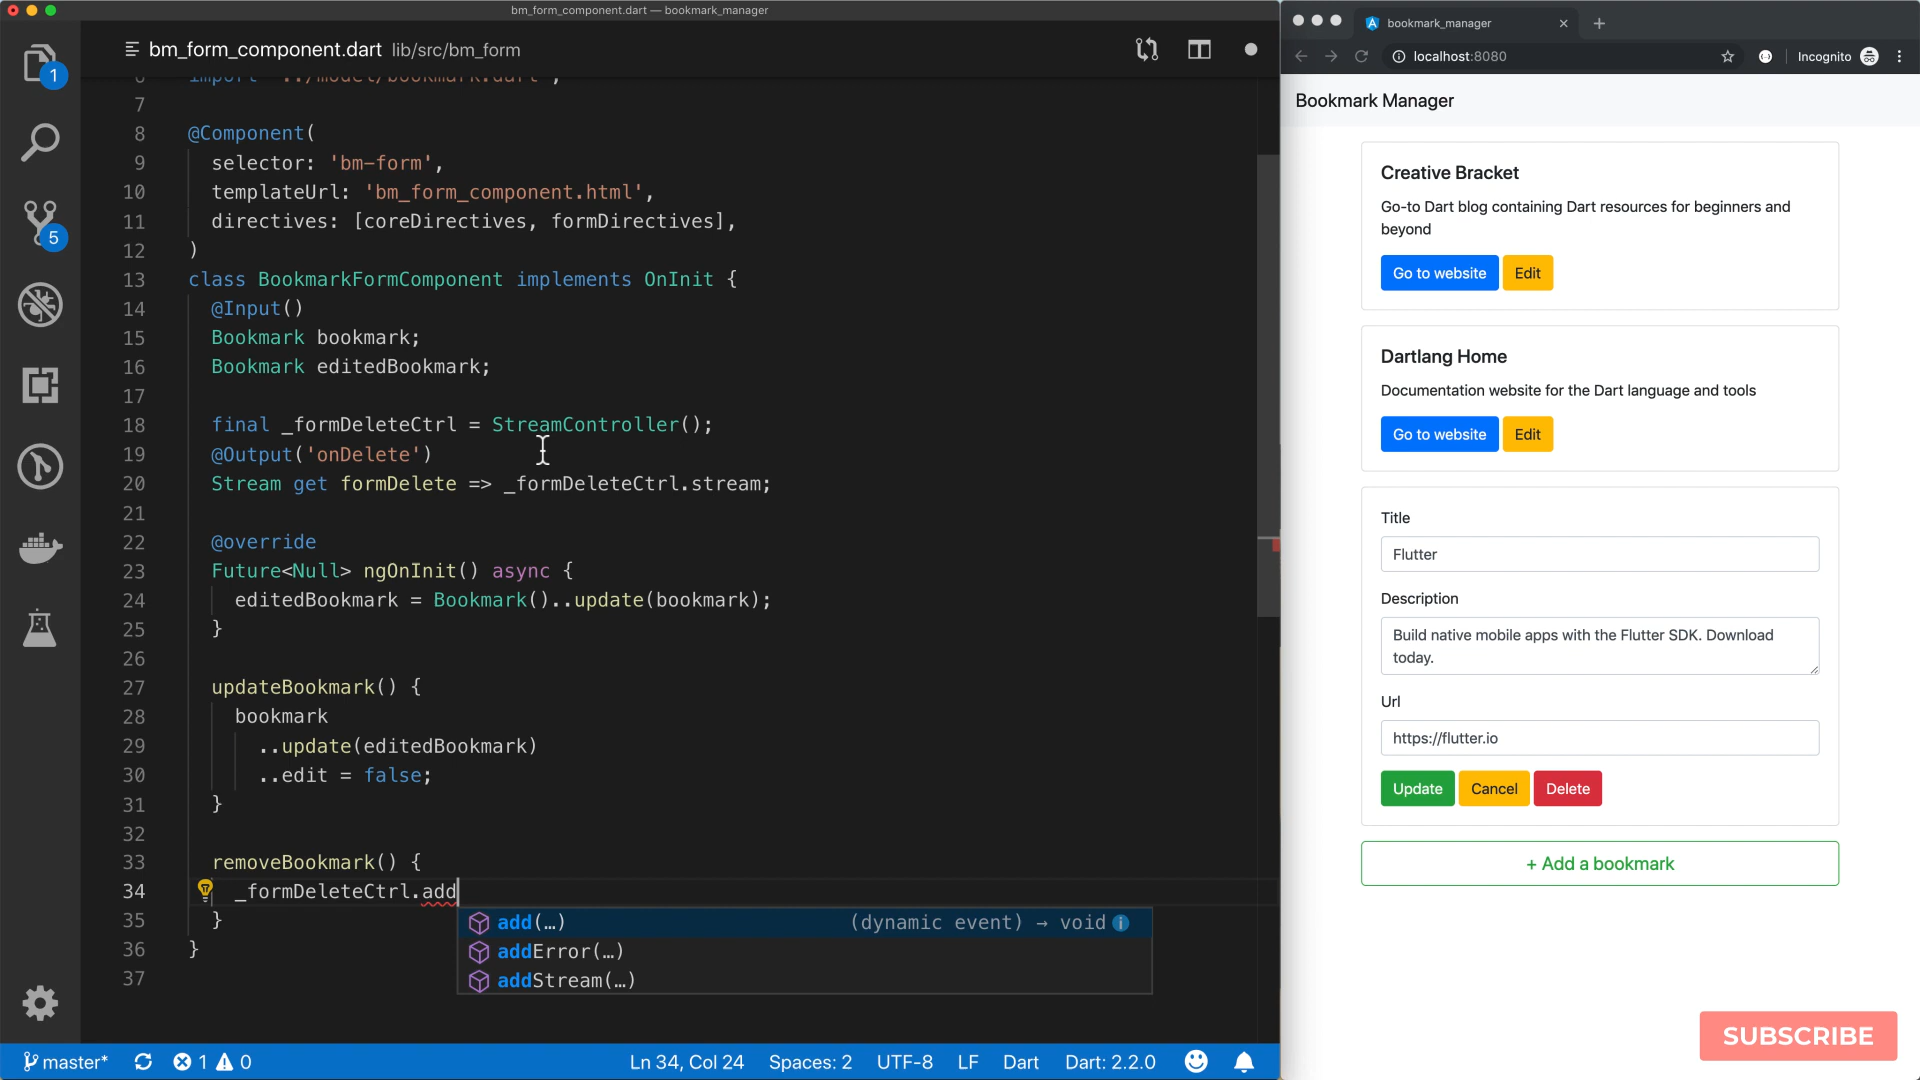 bm_form_component.dart — bookmark_manager
bm_form_component.dart lib/src/bm_form
1
6 import '../model/bookmark.dart';
7
8 @Component(
9 selector: 'bm-form',
10 templateUrl: 'bm_form_component.html',
11 directives: [coreDirectives, formDirectives],
12 )
13 class BookmarkFormComponent implements OnInit {
14 @Input()
15 Bookmark bookmark;
16 Bookmark editedBookmark;
17
18 final _formDeleteCtrl = StreamController();
19 @Output('onDelete')
20 Stream get formDelete => _formDeleteCtrl.stream;
21
22 @override
23 Future<Null> ngOnInit() async {
24 editedBookmark = Bookmark()..update(bookmark);
25 }
26
27 updateBookmark() {
28 bookmark
29 ..update(editedBookmark)
30 ..edit = false;
31 }
32
33 removeBookmark() {
34 _formDeleteCtrl.add
35 }
36 }
37
add(…) (dynamic event) → void
addError(…)
addStream(…)
5
master* 1 0
Ln 34, Col 24 Spaces: 2 UTF-8 LF Dart Dart: 2.2.0
bookmark_manager
localhost:8080
Incognito
Bookmark Manager
Creative Bracket
Go-to Dart blog containing Dart resources for beginners and
beyond
Go to website Edit
Dartlang Home
Documentation website for the Dart language and tools
Go to website Edit
Title
Flutter
Description
Build native mobile apps with the Flutter SDK. Download
today.
Url
https://flutter.io
Update Cancel Delete
+ Add a bookmark
SUBSCRIBE